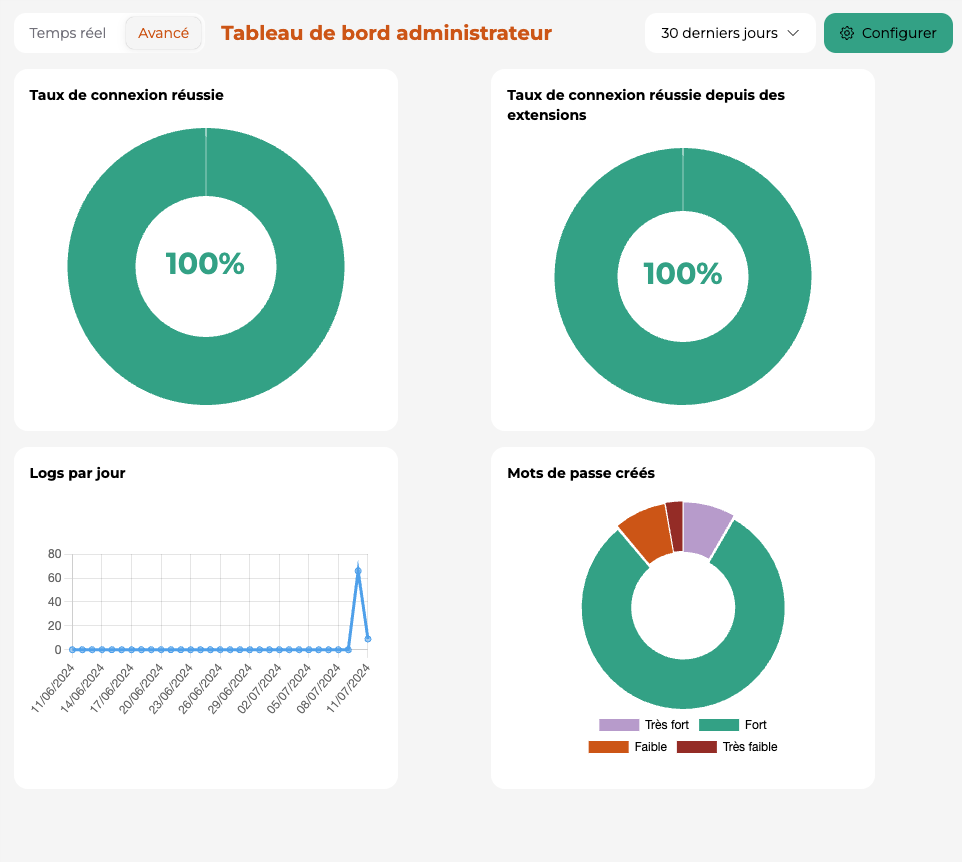 Temps réel
Avancé
Tableau de bord administrateur
30 derniers jours
Configurer
Taux de connexion réussie
100%
Taux de connexion réussie depuis des
extensions
100%
Logs par jour
80
60
40
20
0
11/06/2024
14/06/2024
17/06/2024
20/06/2024
23/06/2024
26/06/2024
29/06/2024
02/07/2024
05/07/2024
08/07/2024
11/07/2024
Mots de passe créés
Très fort
Fort
Faible
Très faible